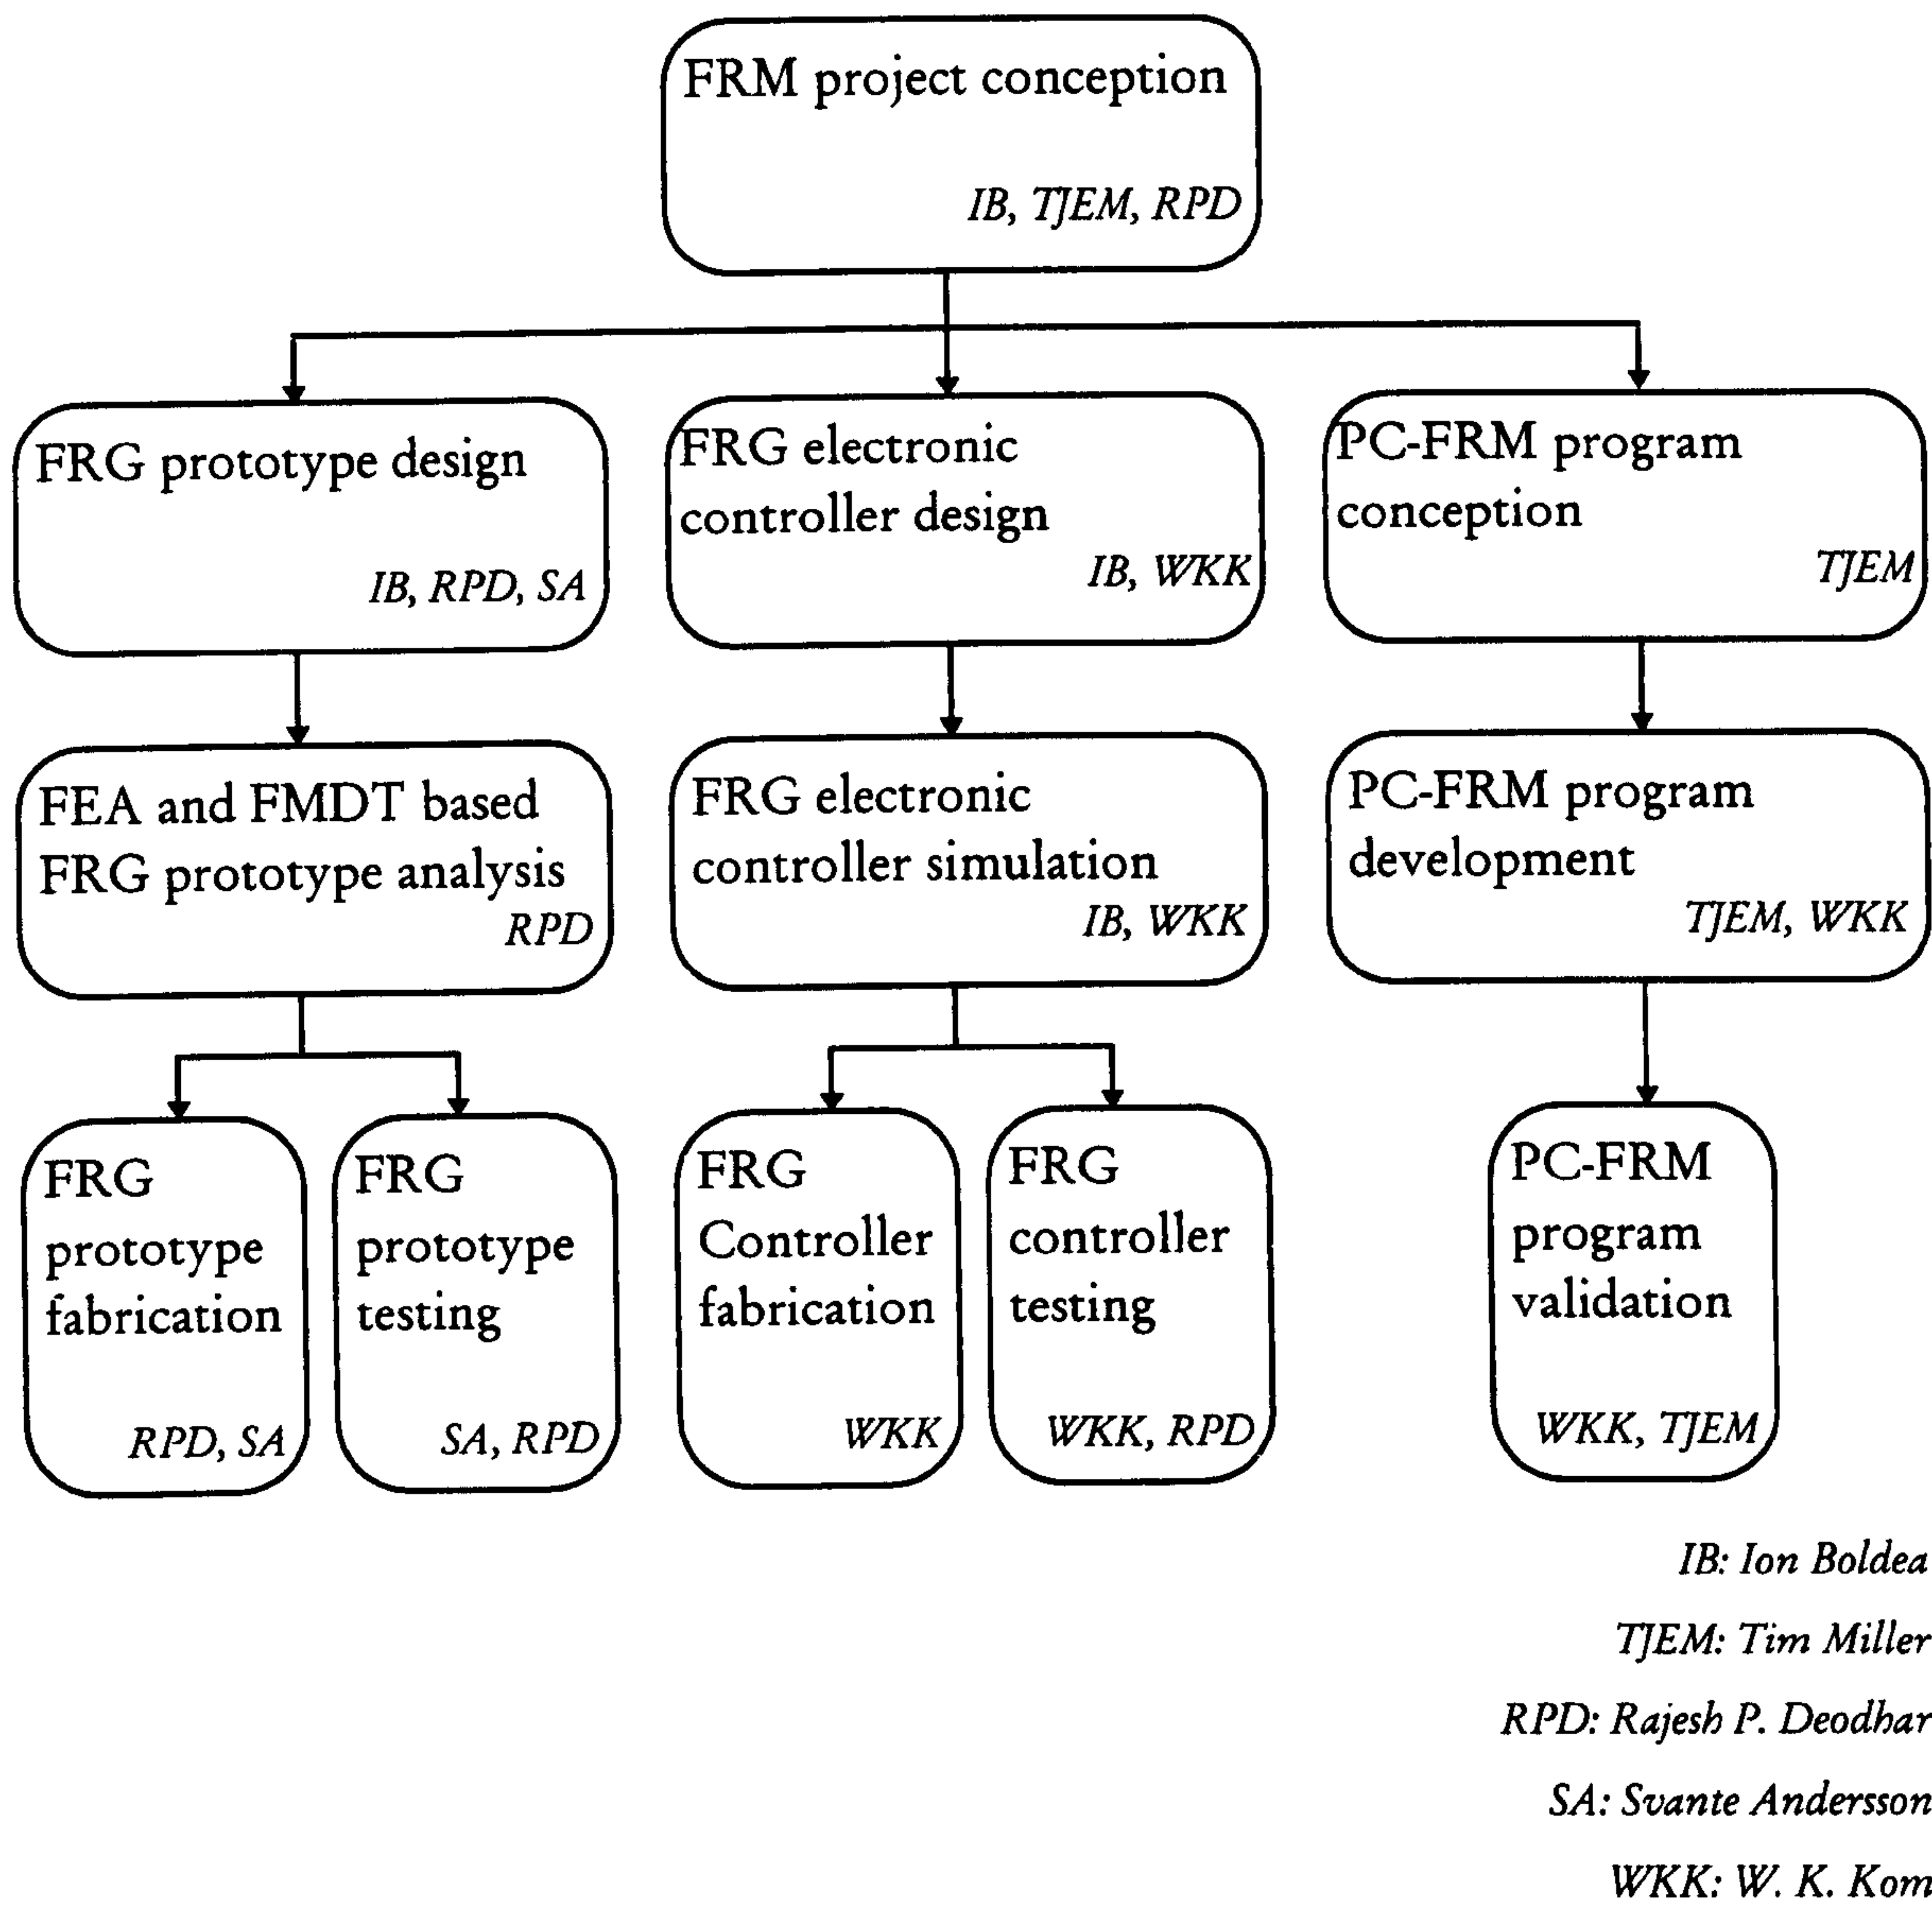 FRM project conception
IB, TJEM, RPD
FRG prototype design
IB, RPD, SA
FRG electronic
controller design
IB, WKK
PC-FRM program
conception
TJEM
FEA and FMDT based
FRG prototype analysis
RPD
FRG electronic
controller simulation
IB, WKK
PC-FRM program
development
TJEM, WKK
FRG
prototype
fabrication
RPD, SA
FRG
prototype
testing
SA, RPD
FRG
Controller
fabrication
WKK
FRG
controller
testing
WKK, RPD
PC-FRM
program
validation
WKK, TJEM
IB: Ion Boldea
TJEM: Tim Miller
RPD: Rajesh P. Deodhar
SA: Svante Andersson
WKK: W. K. Kom